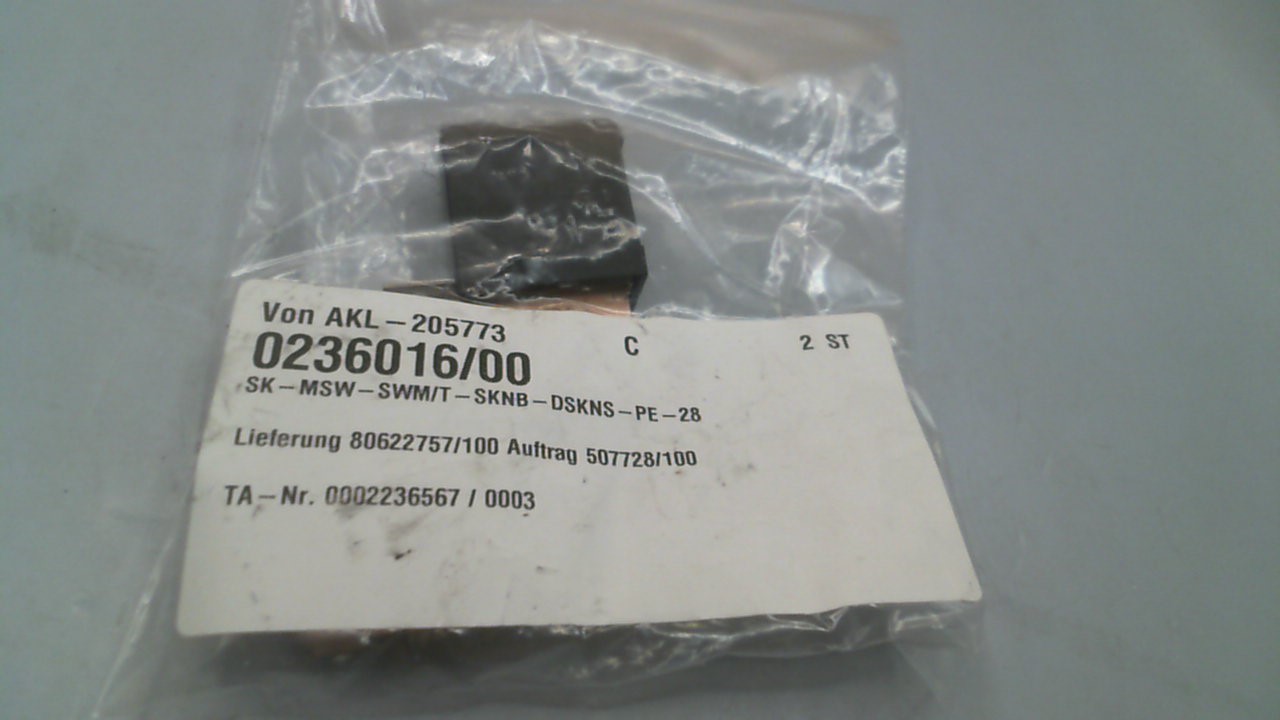 Von AKL – 205773
C
2 ST
0236016/00
SK – MSW – SWM/T – SKNB – DSKNS – PE – 28
Lieferung 80622757/100 Auftrag 507728/100
TA – Nr. 0002236567 / 0003